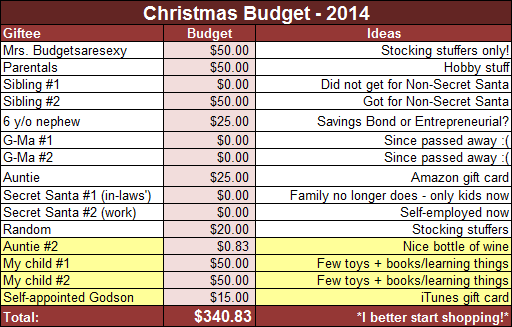 Christmas Budget - 2014
Giftee Budget Ideas
Mrs. Budgetsaresexy $50.00 Stocking stuffers only!
Parentals $50.00 Hobby stuff
Sibling #1 $0.00 Did not get for Non-Secret Santa
Sibling #2 $50.00 Got for Non-Secret Santa
6 y/o nephew $25.00 Savings Bond or Entrepreneurial?
G-Ma #1 $0.00 Since passed away :(
G-Ma #2 $0.00 Since passed away :(
Auntie $25.00 Amazon gift card
Secret Santa #1 (in-laws') $0.00 Family no longer does - only kids now
Secret Santa #2 (work) $0.00 Self-employed now
Random $20.00 Stocking stuffers
Auntie #2 $0.83 Nice bottle of wine
My child #1 $50.00 Few toys + books/learning things
My child #2 $50.00 Few toys + books/learning things
Self-appointed Godson $15.00 iTunes gift card
Total: $340.83 *I better start shopping!*